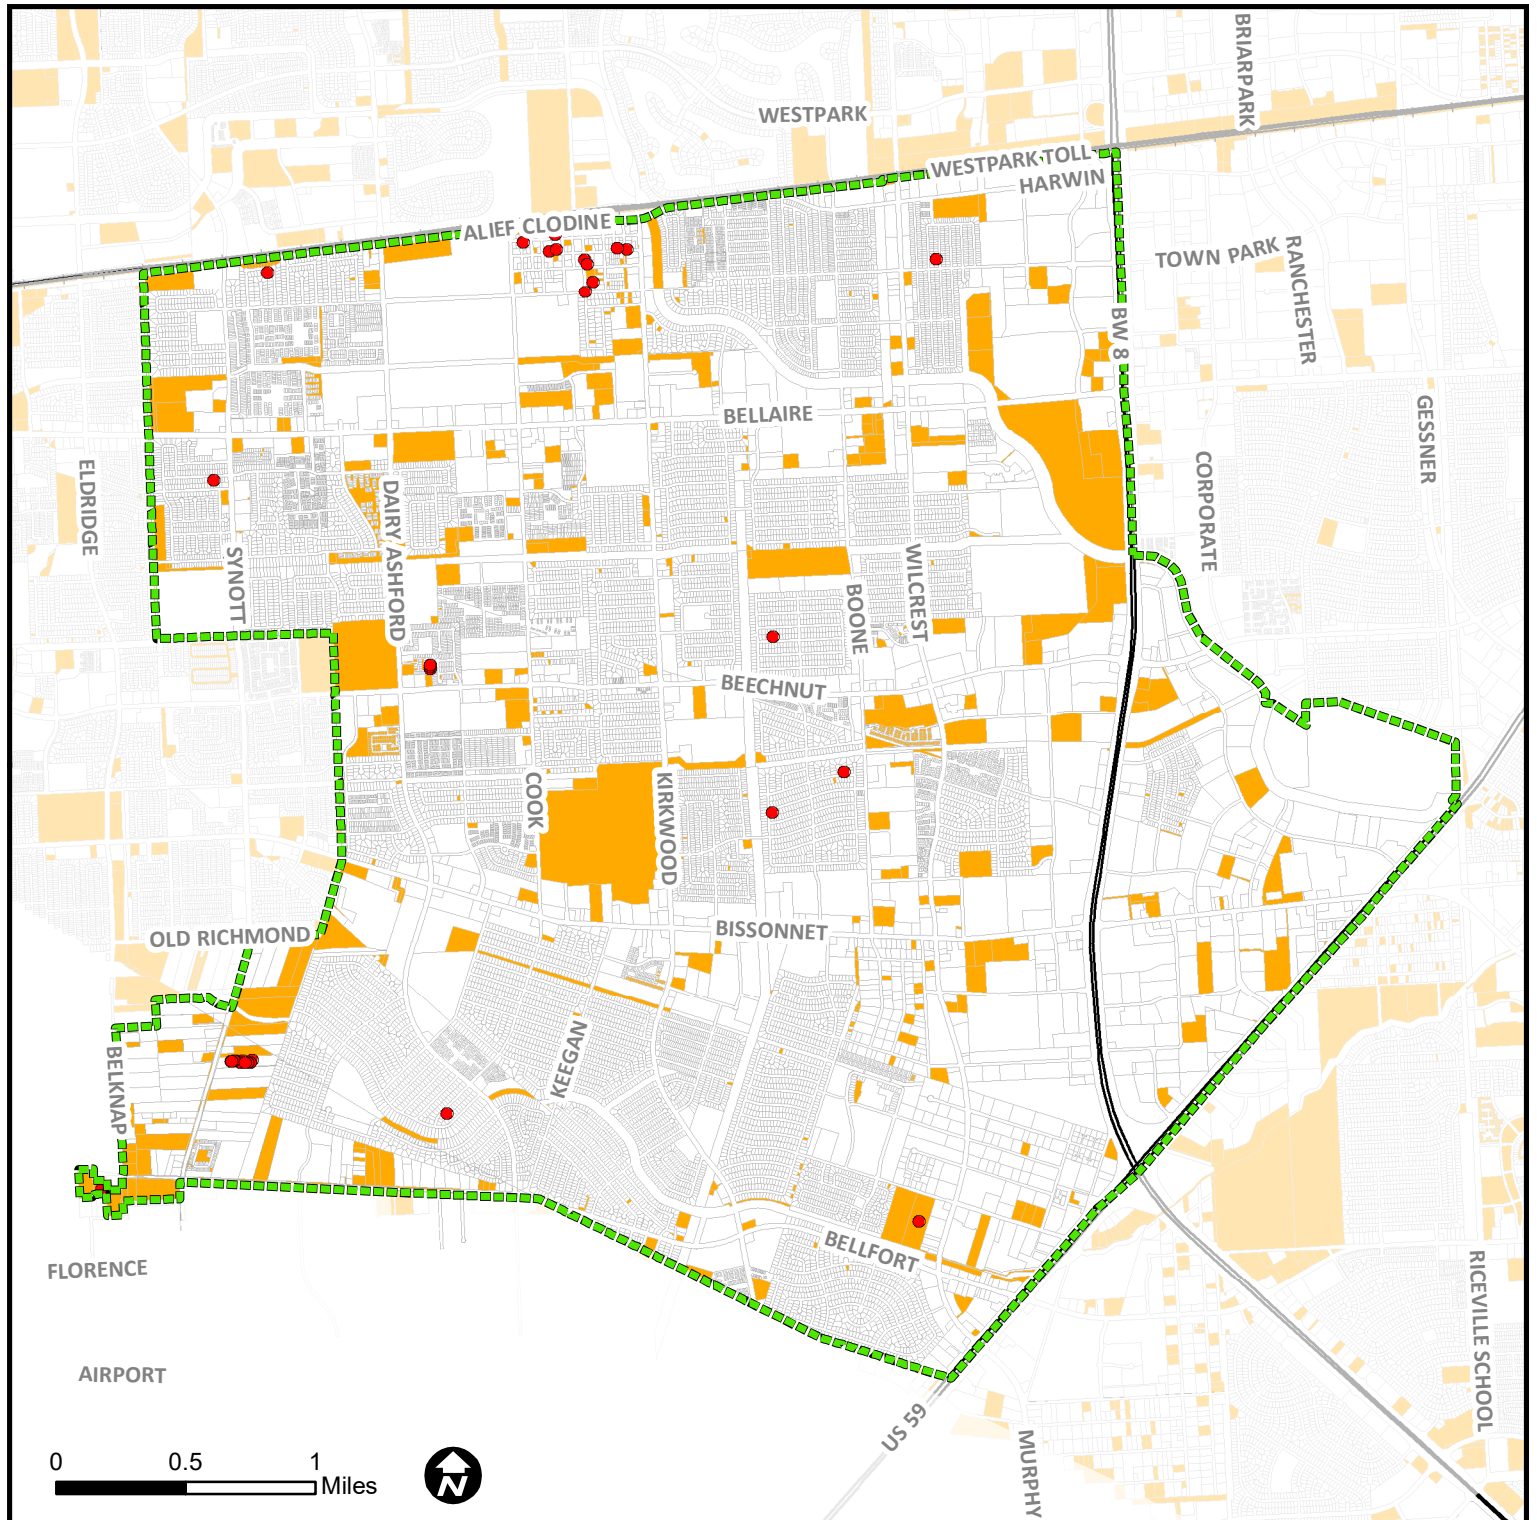 BRIARPARK
WESTPARK
WESTPARK TOLL
HARWIN
ALIEF CLODINE
TOWN PARK
RANCHESTER
BW 8
BELLAIRE
GESSNER
ELDRIDGE
DAIRY ASHFORD
CORPORATE
SYNOTT
WILCREST
BOONE
BEECHNUT
COOK
KIRKWOOD
OLD RICHMOND
BISSONNET
KEEGAN
BELKNAP
BELLFORT
FLORENCE
RICEVILLE SCHOOL
AIRPORT
US 59
MURPHY
0 0.5 1
Miles
N